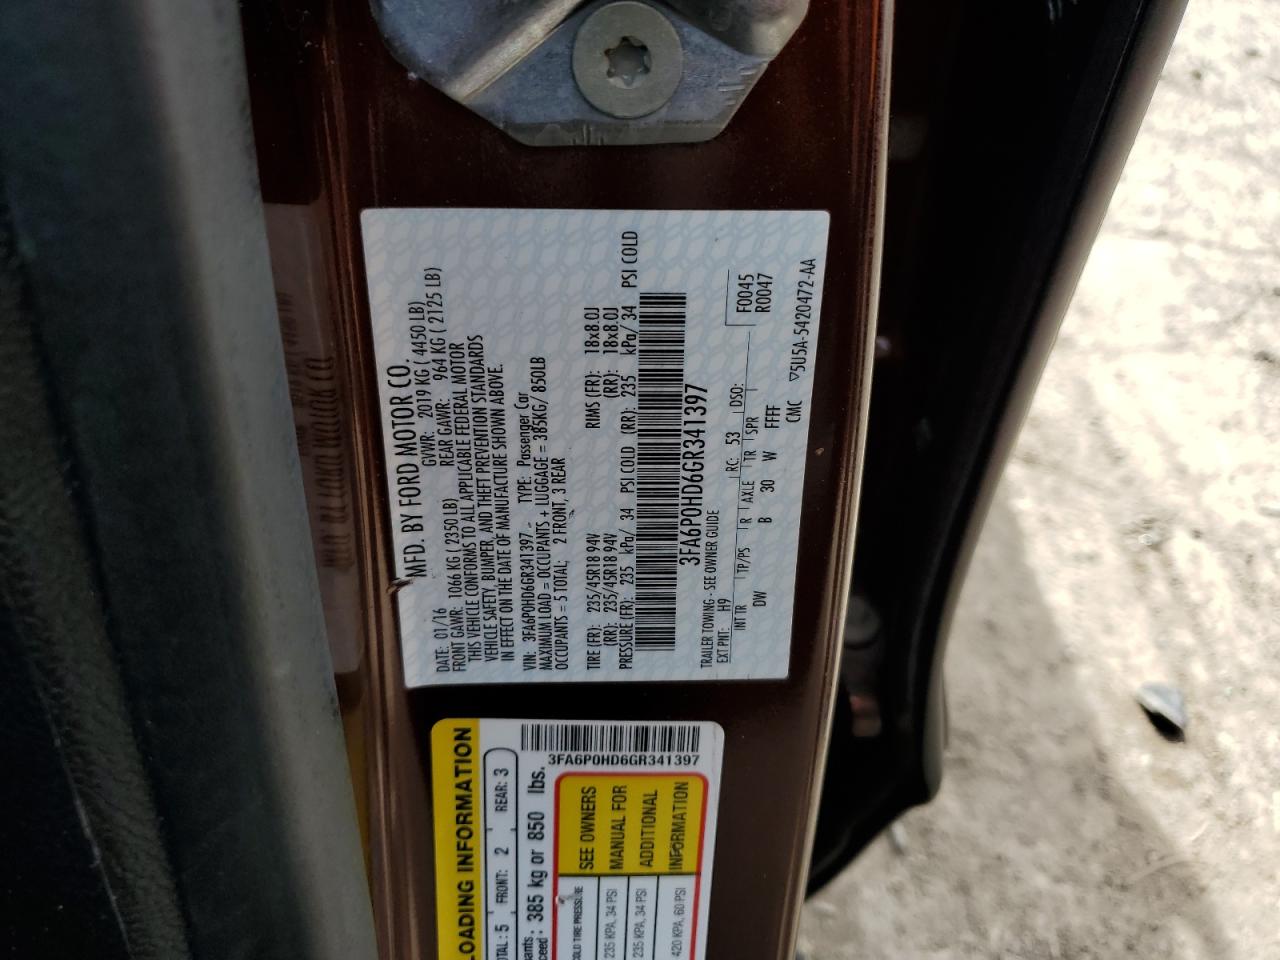 MFD. BY FORD MOTOR CO.
DATE: 01/16 GVWR: 2019 KG ( 4450 LB)
FRONT GAWR: 1066 KG ( 2350 LB) REAR GAWR: 964 KG ( 2125 LB)
THIS VEHICLE CONFORMS TO ALL APPLICABLE FEDERAL MOTOR
VEHICLE SAFETY, BUMPER, AND THEFT PREVENTION STANDARDS
IN EFFECT ON THE DATE OF MANUFACTURE SHOWN ABOVE.
VIN: 3FA6P0HD6GR341397 TYPE: Passenger Car
MAXIMUM LOAD = OCCUPANTS + LUGGAGE = 385KG/ 850LB
OCCUPANTS = 5 TOTAL: 2 FRONT, 3 REAR
TIRE (FR): 235/45R18 94V RIMS (FR): 18x8.0J
(RR): 235/45R18 94V (RR): 18x8.0J
PRESSURE (FR): 235 kPa/ 34 PSI COLD (RR): 235 kPa/ 34 PSI COLD
3FA6P0HD6GR341397
TRAILER TOWING - SEE OWNER GUIDE
EXT PNT: H9 RC: 53 DSO:
F0045
R0047
INT TR TP/PS R AXLE TR SPR
DW B 30 W FFF
CMC ▽5U5A-5420472-AA
LOADING INFORMATION
TAL : 5 FRONT: 2 REAR: 3
ants:
ceed: 385 kg or 850 lbs.
3FA6P0HD6GR341397
COLD TIRE PRESSURE
235 KPA, 34 PSI
235 KPA, 34 PSI
420 KPA, 60 PSI
SEE OWNERS
MANUAL FOR
ADDITIONAL
INFORMATION